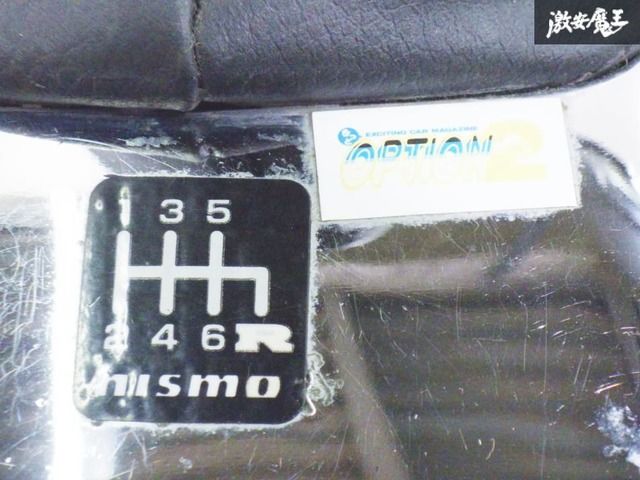 激安魔王
EXCITING CAR MAGAZINE
OPTION2
1 3 5
2 4 6 R
nismo